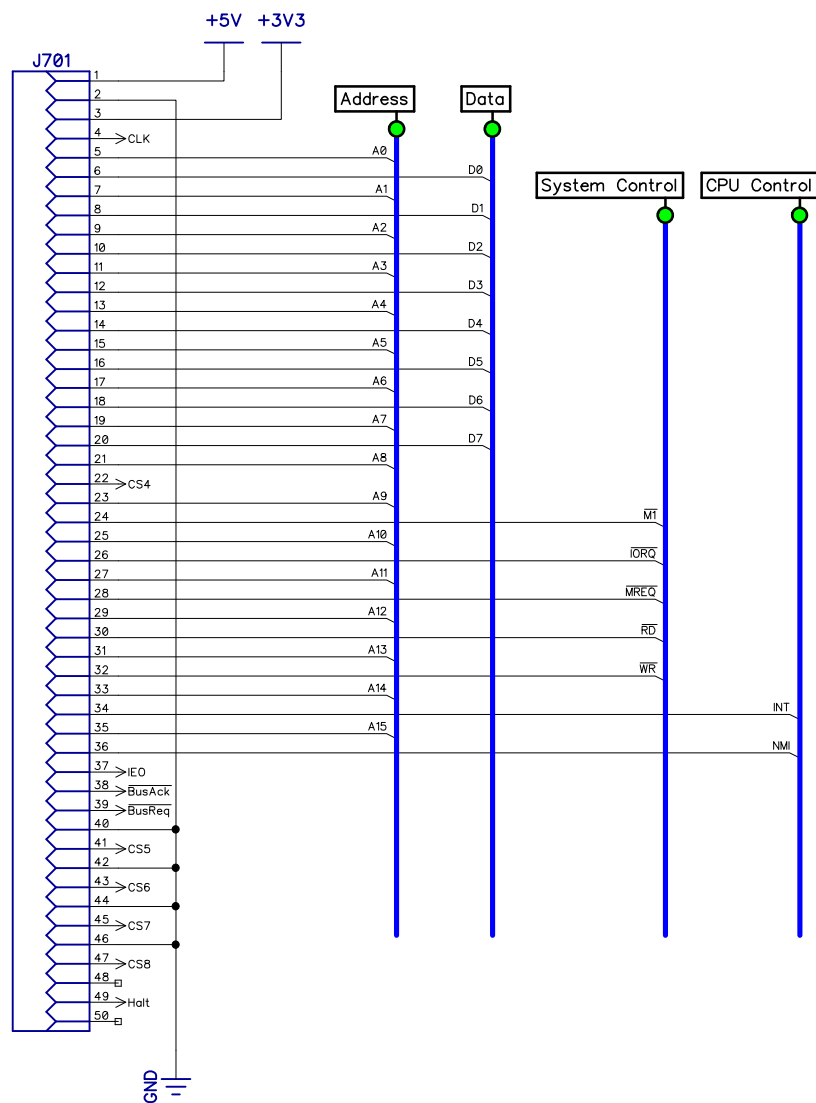 +5V +3V3
J701
Address Data
System Control CPU Control
1
2
3
4 CLK
5 A0
6 D0
7 A1
8 D1
9 A2
10 D2
11 A3
12 D3
13 A4
14 D4
15 A5
16 D5
17 A6
18 D6
19 A7
20 D7
21 A8
22 CS4
23 A9
24 M1
25 A10
26 IORQ
27 A11
28 MREQ
29 A12
30 RD
31 A13
32 WR
33 A14
34 INT
35 A15
36 NMI
37 IEO
38 BusAck
39 BusReq
40
41 CS5
42
43 CS6
44
45 CS7
46
47 CS8
48
49 Halt
50
GND